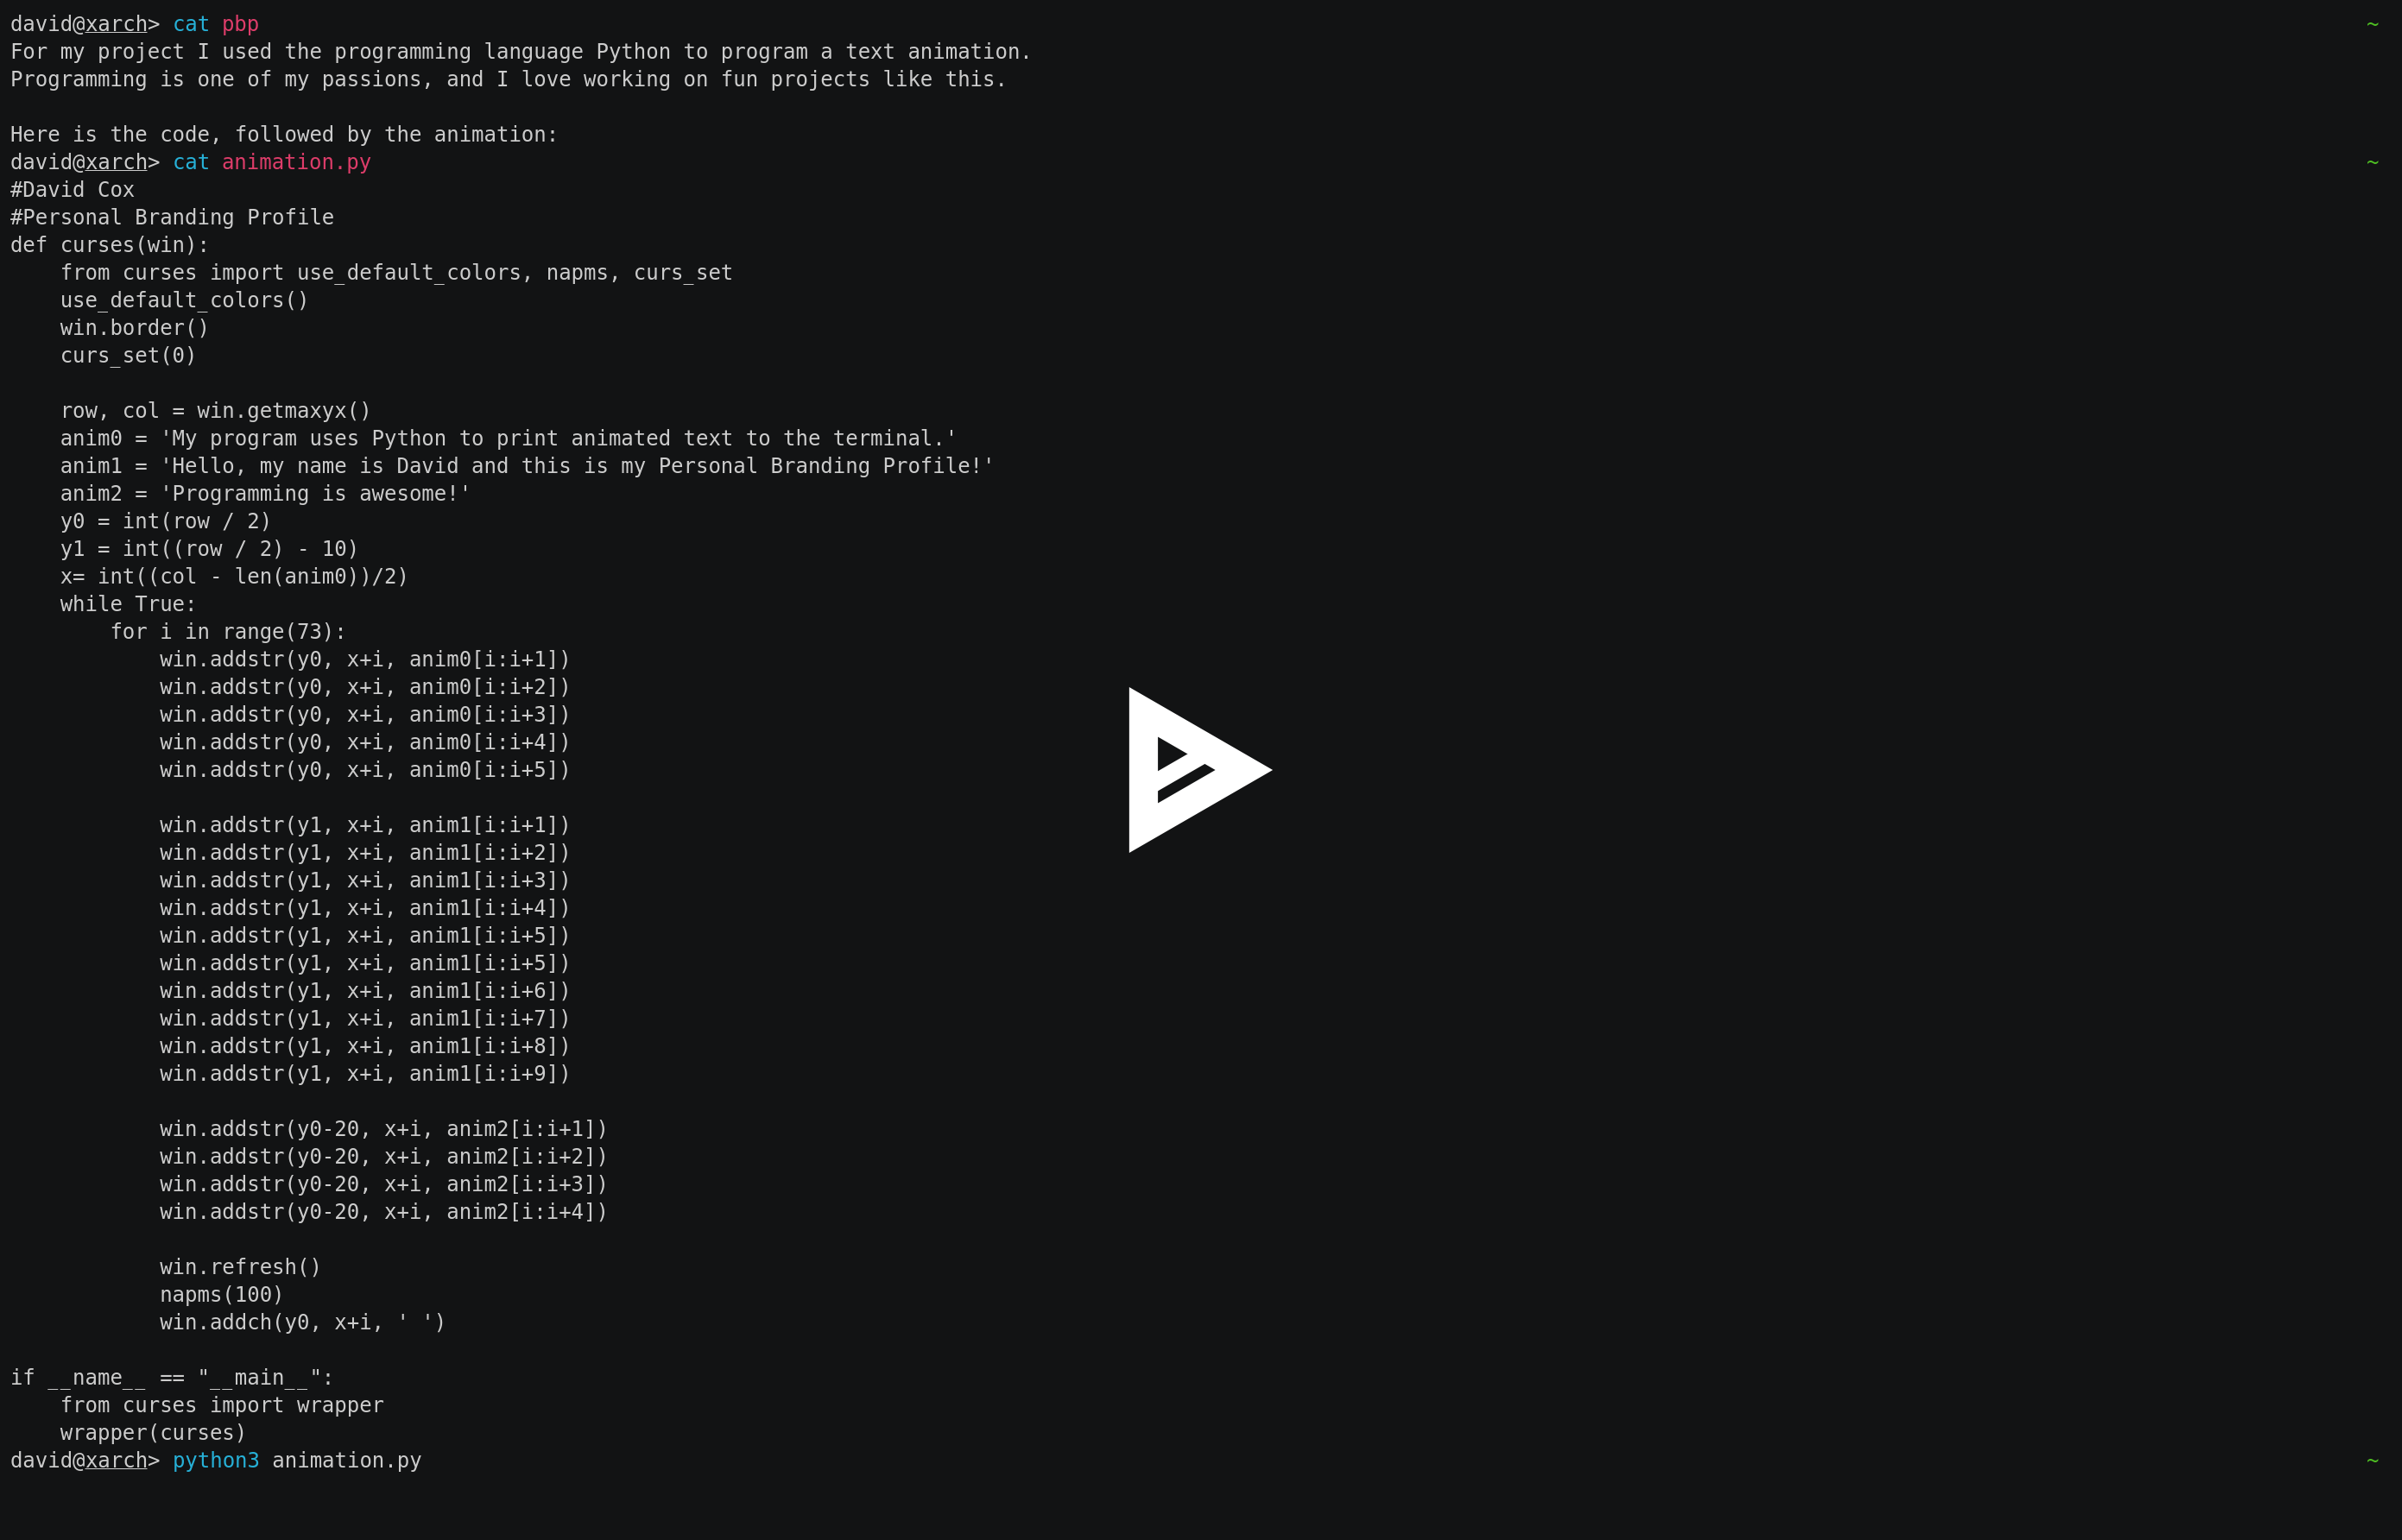 david@xarch> cat pbp ~
For my project I used the programming language Python to program a text animation.
Programming is one of my passions, and I love working on fun projects like this.

Here is the code, followed by the animation:
david@xarch> cat animation.py ~
#David Cox
#Personal Branding Profile
def curses(win):
    from curses import use_default_colors, napms, curs_set
    use_default_colors()
    win.border()
    curs_set(0)

    row, col = win.getmaxyx()
    anim0 = 'My program uses Python to print animated text to the terminal.'
    anim1 = 'Hello, my name is David and this is my Personal Branding Profile!'
    anim2 = 'Programming is awesome!'
    y0 = int(row / 2)
    y1 = int((row / 2) - 10)
    x= int((col - len(anim0))/2)
    while True:
        for i in range(73):
            win.addstr(y0, x+i, anim0[i:i+1])
            win.addstr(y0, x+i, anim0[i:i+2])
            win.addstr(y0, x+i, anim0[i:i+3])
            win.addstr(y0, x+i, anim0[i:i+4])
            win.addstr(y0, x+i, anim0[i:i+5])

            win.addstr(y1, x+i, anim1[i:i+1])
            win.addstr(y1, x+i, anim1[i:i+2])
            win.addstr(y1, x+i, anim1[i:i+3])
            win.addstr(y1, x+i, anim1[i:i+4])
            win.addstr(y1, x+i, anim1[i:i+5])
            win.addstr(y1, x+i, anim1[i:i+5])
            win.addstr(y1, x+i, anim1[i:i+6])
            win.addstr(y1, x+i, anim1[i:i+7])
            win.addstr(y1, x+i, anim1[i:i+8])
            win.addstr(y1, x+i, anim1[i:i+9])

            win.addstr(y0-20, x+i, anim2[i:i+1])
            win.addstr(y0-20, x+i, anim2[i:i+2])
            win.addstr(y0-20, x+i, anim2[i:i+3])
            win.addstr(y0-20, x+i, anim2[i:i+4])

            win.refresh()
            napms(100)
            win.addch(y0, x+i, ' ')

if __name__ == "__main__":
    from curses import wrapper
    wrapper(curses)
david@xarch> python3 animation.py ~